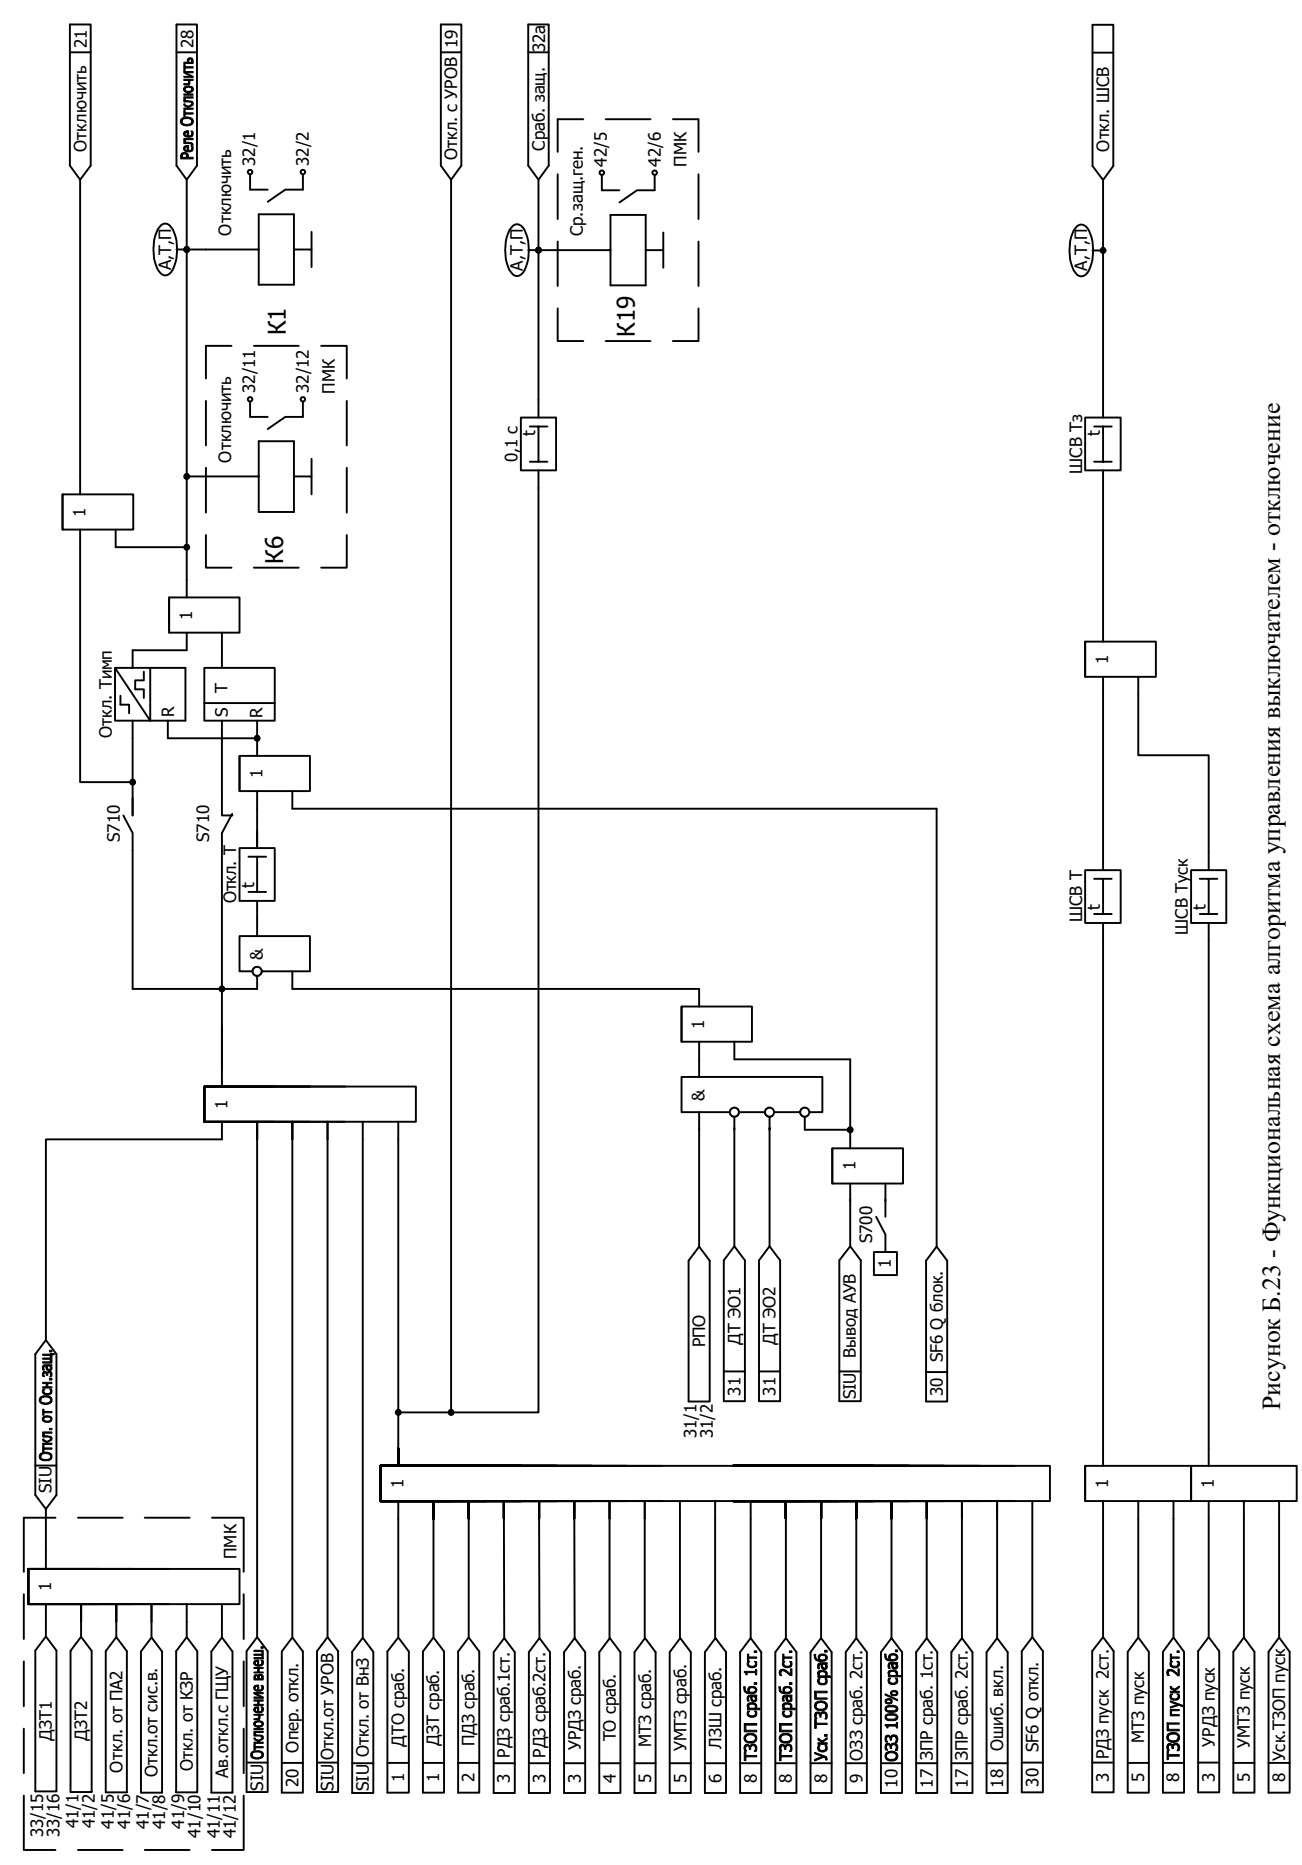 33/15
33/16
ДЗТ1
41/1
41/2
ДЗТ2
41/5
41/6
Откл. от ПА2
41/7
41/8
Откл.от сис.в.
41/9
41/10
Откл. от КЗР
41/11
41/12
Ав.откл.с ПЩУ
1
ПМК
SIU Откл. от Осн.защ.
SIU Отключение внеш.
20 Опер. откл.
SIU Откл.от УРОВ
SIU Откл. от ВнЗ
1
1 ДТО сраб.
1 ДЗТ сраб.
2 ПДЗ сраб.
3 РДЗ сраб.1ст.
3 РДЗ сраб.2ст.
3 УРДЗ сраб.
4 ТО сраб.
5 МТЗ сраб.
5 УМТЗ сраб.
6 ЛЗШ сраб.
8 ТЗОП сраб. 1ст.
8 ТЗОП сраб. 2ст.
8 Уск. ТЗОП сраб.
9 ОЗЗ сраб. 2ст.
10 ОЗЗ 100% сраб.
17 ЗПР сраб. 1ст.
17 ЗПР сраб. 2ст.
18 Ошиб. вкл.
30 SF6 Q откл.
1
31/1
31/2
РПО
31 ДТ ЭО1
31 ДТ ЭО2
SIU Вывод АУВ
1
S700
30 SF6 Q блок.
1
&
1
&
Откл. Т
t
1
S710
S710
Откл. Тимп
R
S T
R
1
1
Отключить 21
Реле Отключить 28
А,Т,П
К6
Отключить
32/11
32/12
ПМК
К1
Отключить
32/1
32/2
Откл. с УРОВ 19
0,1 с
t
А,Т,П
Сраб. защ. 32а
К19
Ср.защ.ген.
42/5
42/6
ПМК
3 РДЗ пуск 2ст.
5 МТЗ пуск
8 ТЗОП пуск 2ст.
3 УРДЗ пуск
5 УМТЗ пуск
8 Уск.ТЗОП пуск
1
1
ШСВ Т
t
ШСВ Туск
t
1
ШСВ Тз
t
А,Т,П
Откл. ШСВ
Рисунок Б.23 - Функциональная схема алгоритма управления выключателем - отключение